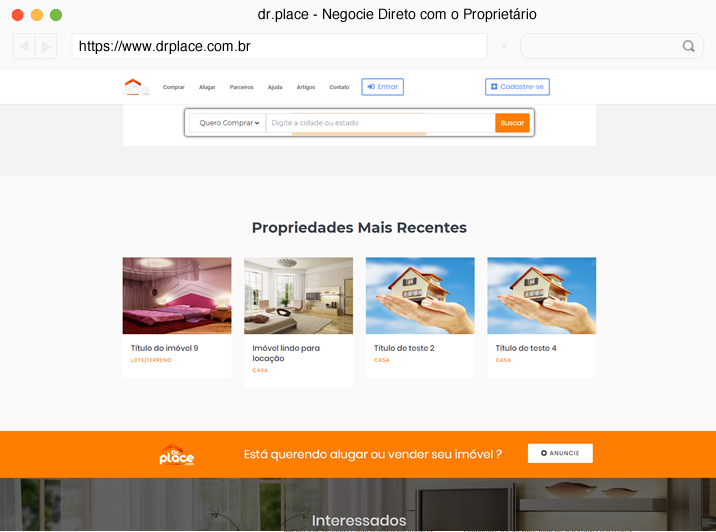 dr.place - Negocie Direto com o Proprietário
https://www.drplace.com.br
Comprar Alugar Parceiros Ajuda Artigos Contato Entrar Cadastre-se
Quero Comprar Digite a cidade ou estado Buscar
Propriedades Mais Recentes
Título do imóvel 9
LOTE/TERRENO
Imóvel lindo para
locação
CASA
Título de teste 2
CASA
Título de teste 4
CASA
Dr.
place
.com
Está querendo alugar ou vender seu imóvel ?
ANUNCIE
Interessados